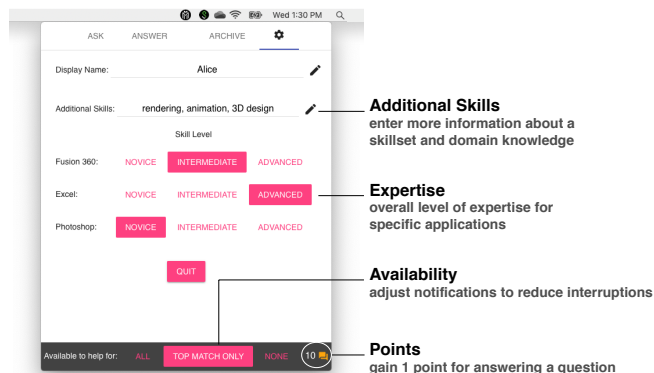 Wed 1:30 PM
ASK ANSWER ARCHIVE
Display Name: Alice
Additional Skills: rendering, animation, 3D design
Skill Level
Fusion 360: NOVICE INTERMEDIATE ADVANCED
Excel: NOVICE INTERMEDIATE ADVANCED
Photoshop: NOVICE INTERMEDIATE ADVANCED
QUIT
Available to help for: ALL TOP MATCH ONLY NONE 10
Additional Skills
enter more information about a
skillset and domain knowledge
Expertise
overall level of expertise for
specific applications
Availability
adjust notifications to reduce interruptions
Points
gain 1 point for answering a question